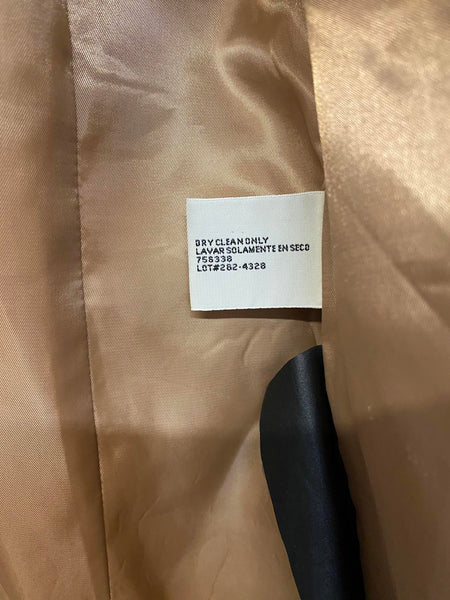 DRY CLEAN ONLY
LAVAR SOLAMENTE EN SECO
758338
LOT#262-4328